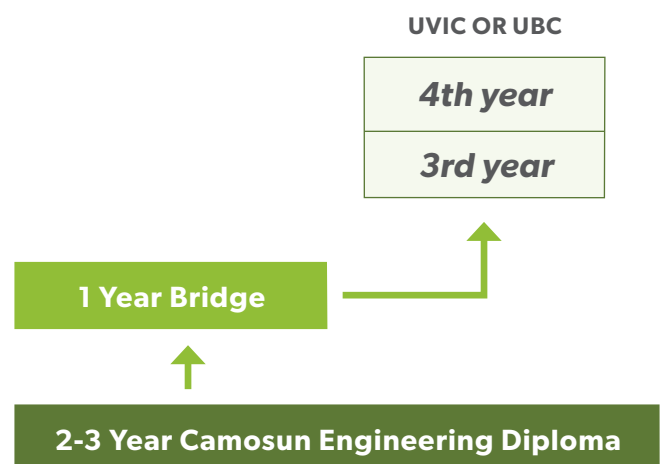 UVIC OR UBC
4th year
3rd year
1 Year Bridge
2-3 Year Camosun Engineering Diploma